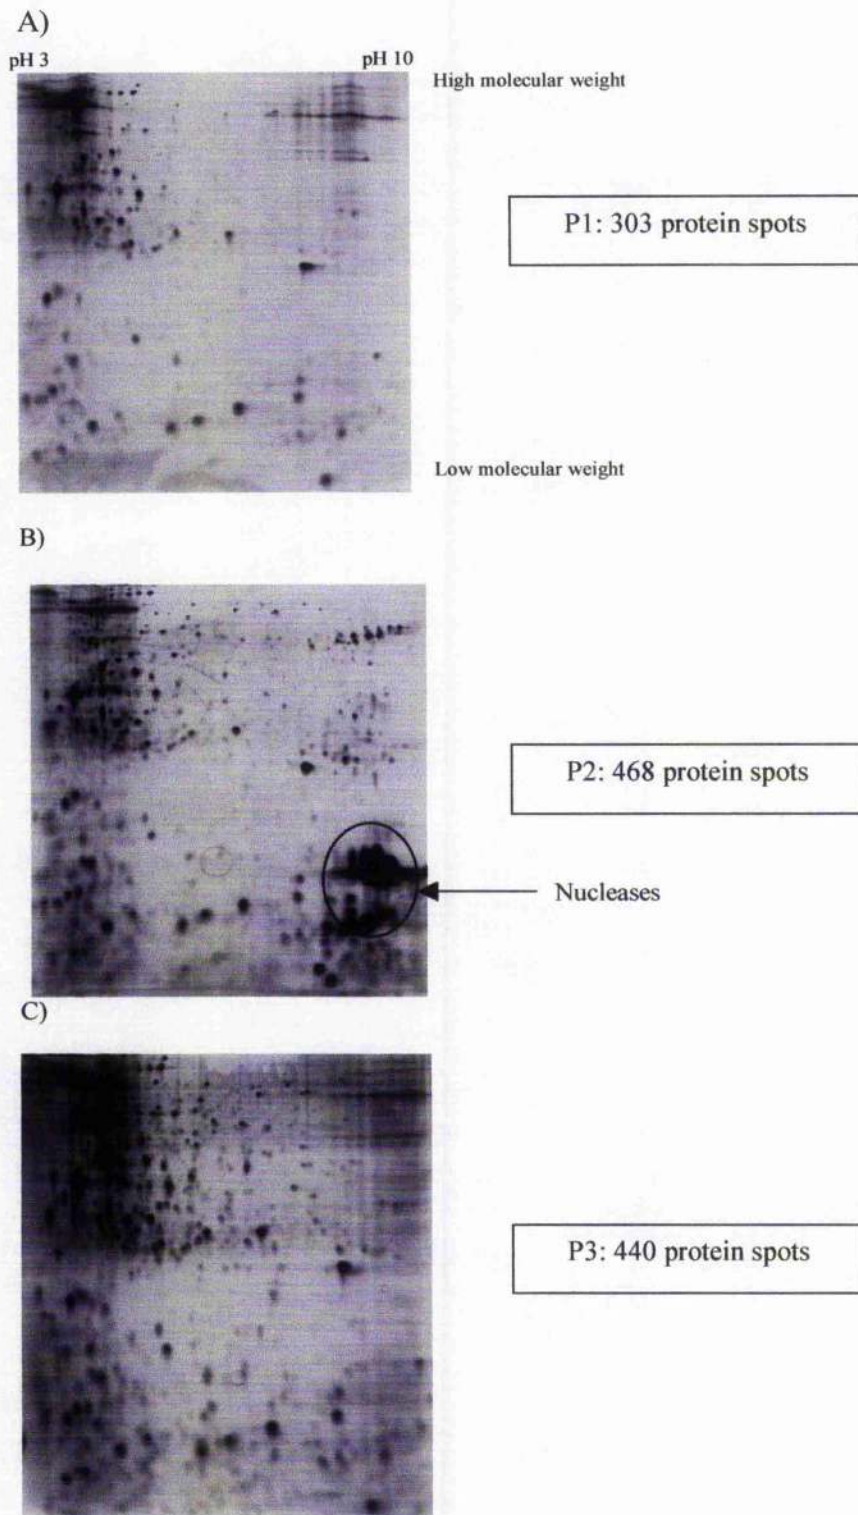 A)
pH 3 pH 10
High molecular weight
P1: 303 protein spots
Low molecular weight
B)
P2: 468 protein spots
Nucleases
C)
P3: 440 protein spots